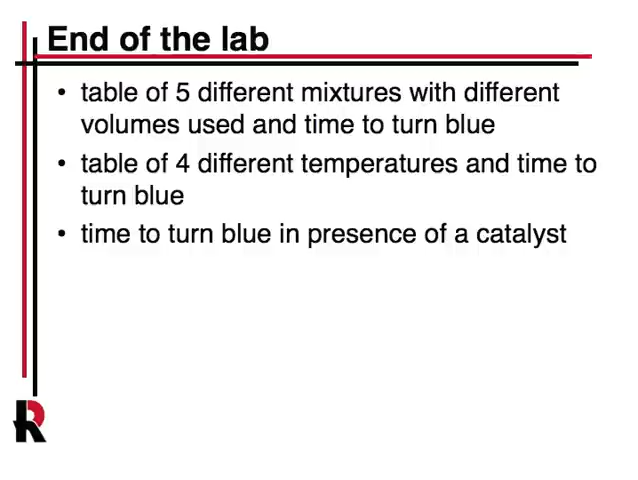 End of the lab
• table of 5 different mixtures with different
volumes used and time to turn blue
• table of 4 different temperatures and time to
turn blue
• time to turn blue in presence of a catalyst
R